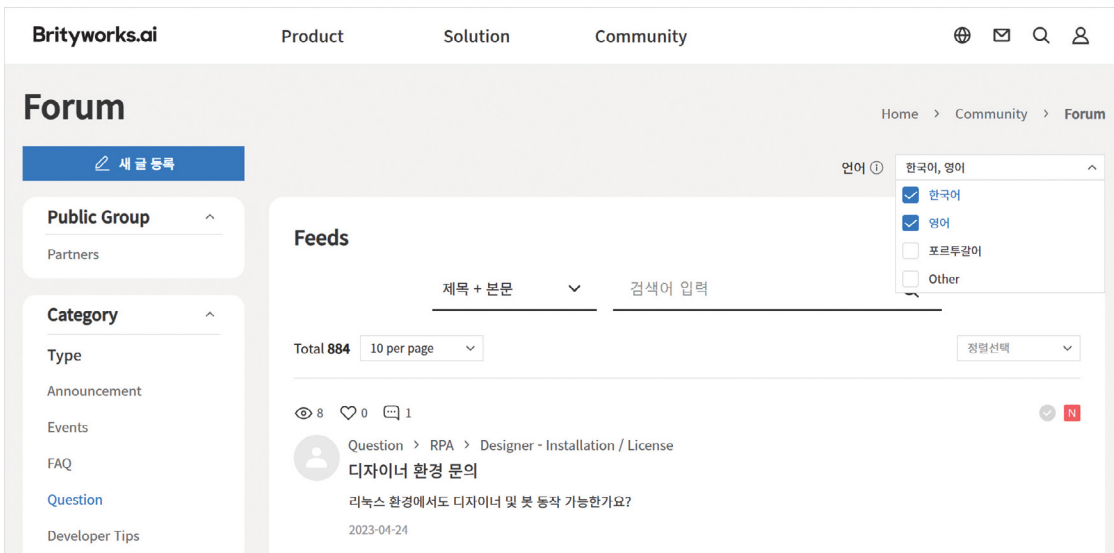 Brityworks.ai
Product
Solution
Community
Forum
Home > Community > Forum
새 글 등록
언어
한국어, 영어
한국어
영어
포르투갈어
Other
Public Group
Partners
Feeds
제목 + 본문
검색어 입력
Category
Total 884
10 per page
정렬선택
Type
Announcement
Events
FAQ
Question
Developer Tips
8
0
1
N
Question > RPA > Designer - Installation / License
디자이너 환경 문의
리눅스 환경에서도 디자이너 및 봇 동작 가능한가요?
2023-04-24